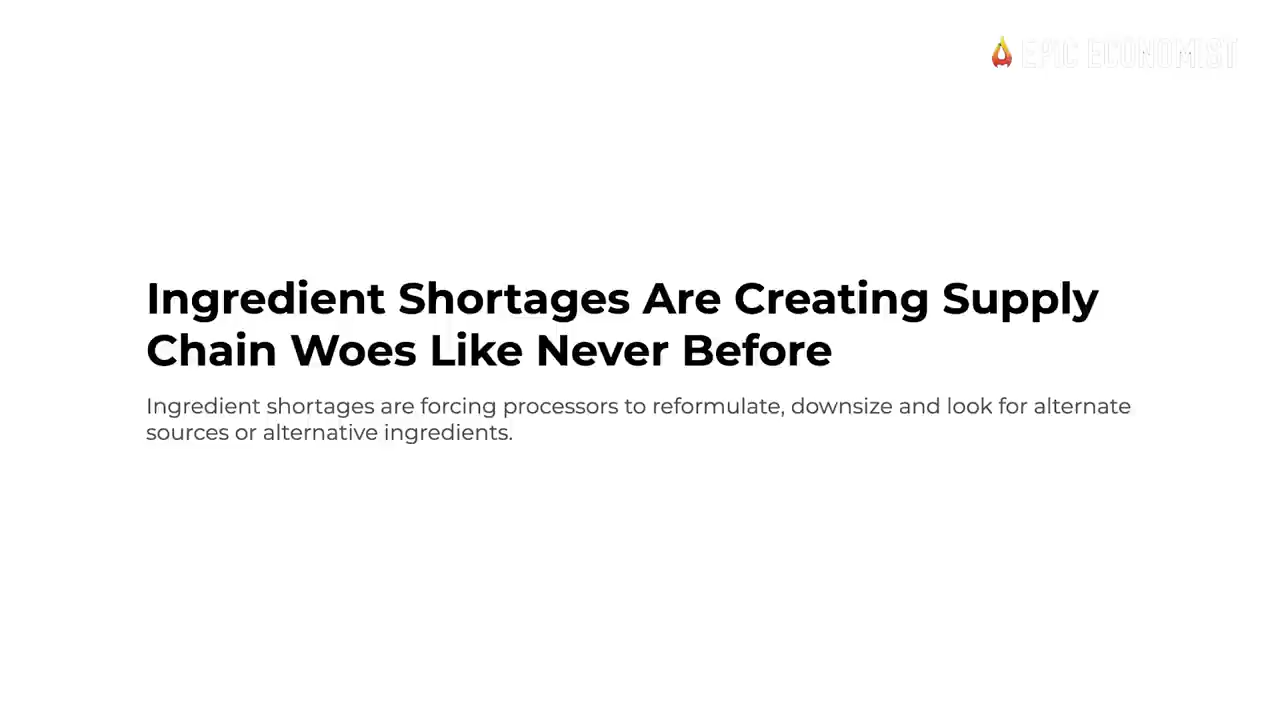 EPIC ECONOMIST
Ingredient Shortages Are Creating Supply
Chain Woes Like Never Before
Ingredient shortages are forcing processors to reformulate, downsize and look for alternate
sources or alternative ingredients.